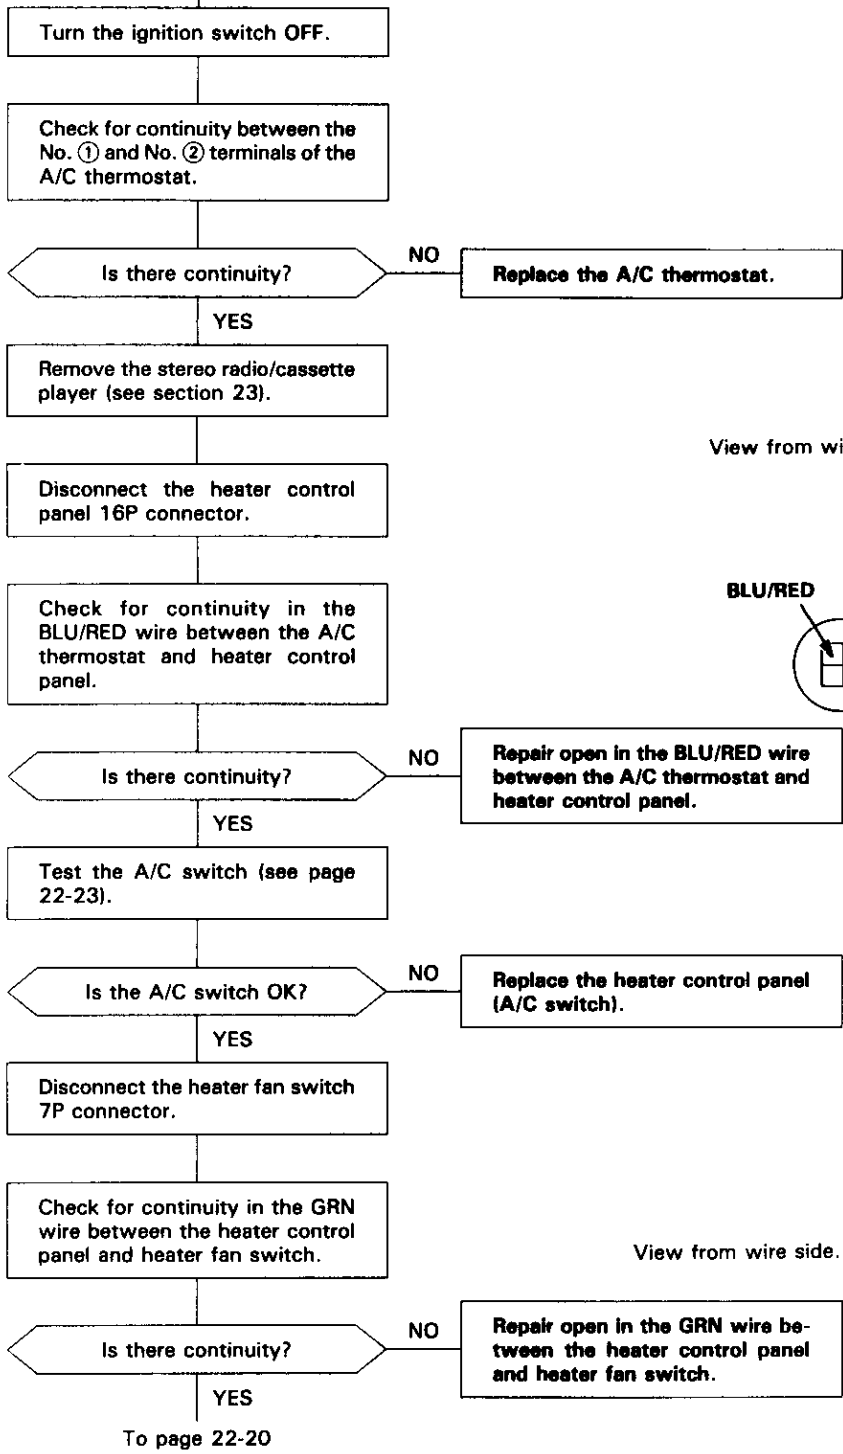 Turn the ignition switch OFF.
Check for continuity between the
No. ① and No. ② terminals of the
A/C thermostat.
Is there continuity?
NO
Replace the A/C thermostat.
YES
Remove the stereo radio/cassette
player (see section 23).
View from wi
Disconnect the heater control
panel 16P connector.
BLU/RED
Check for continuity in the
BLU/RED wire between the A/C
thermostat and heater control
panel.
Is there continuity?
NO
Repair open in the BLU/RED wire
between the A/C thermostat and
heater control panel.
YES
Test the A/C switch (see page
22-23).
Is the A/C switch OK?
NO
Replace the heater control panel
(A/C switch).
YES
Disconnect the heater fan switch
7P connector.
Check for continuity in the GRN
wire between the heater control
panel and heater fan switch.
View from wire side.
Is there continuity?
NO
Repair open in the GRN wire be-
tween the heater control panel
and heater fan switch.
YES
To page 22-20